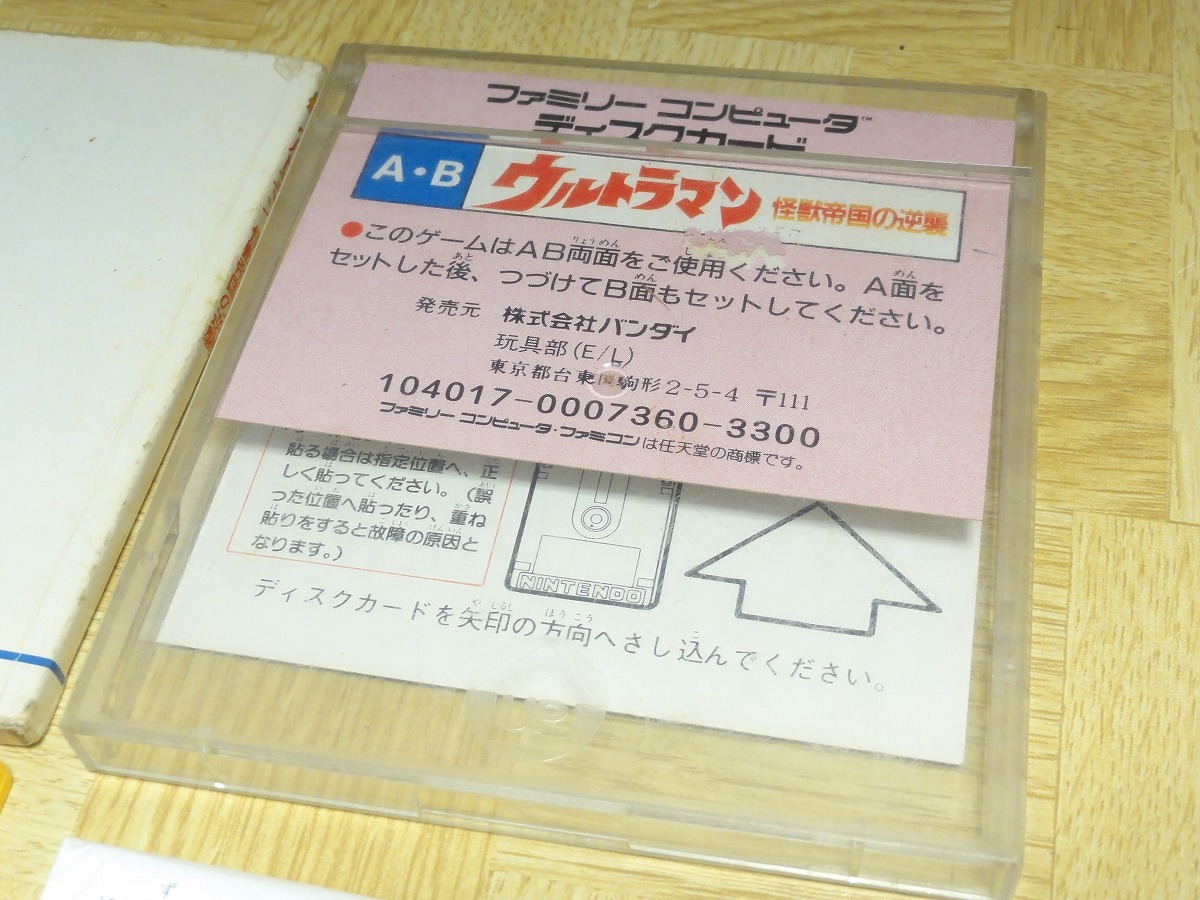 ファミリー コンピュータ™
ディスクカード
A・B ウルトラマン 怪獣帝国の逆襲
●このゲームはAB両面をご使用ください。A面を
セットした後、つづけてB面もセットしてください。
発売元 株式会社バンダイ
玩具部(E/L)
東京都台東区駒形2-5-4 〒111
104017-0007360-3300
ファミリー コンピュータ・ファミコンは任天堂の商標です。
貼る場合は指定位置へ、正
しく貼ってください。(誤
った位置へ貼ったり、重ね
貼りをすると故障の原因と
なります。)
NINTENDO
ディスクカードを矢印の方向へさし込んでください。